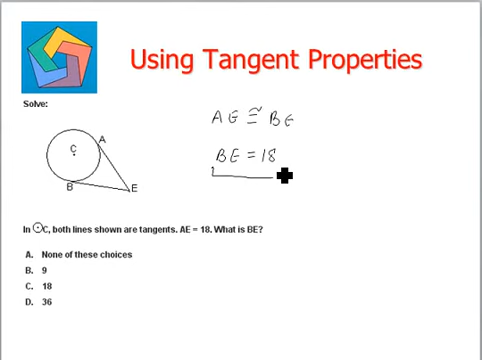 Using Tangent Properties
Solve:
AE ≅ BE
BE = 18
C
A
B
E
In ⊙C, both lines shown are tangents. AE = 18. What is BE?
A. None of these choices
B. 9
C. 18
D. 36